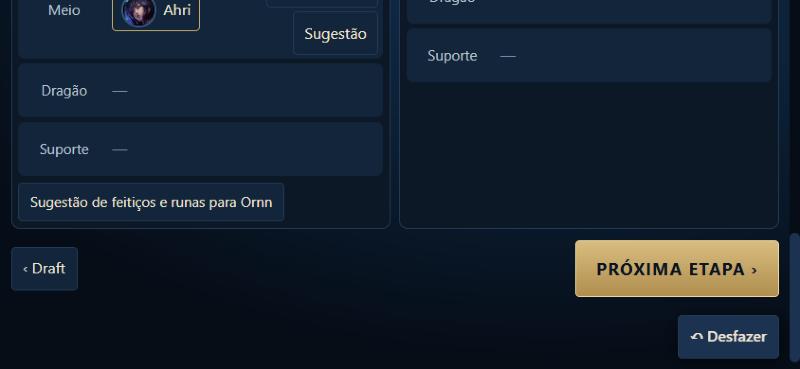 Meio
Ahri
Sugestão
Dragão —
Suporte —
Sugestão de feitiços e runas para Ornn
Suporte —
‹ Draft
PRÓXIMA ETAPA ›
↶ Desfazer